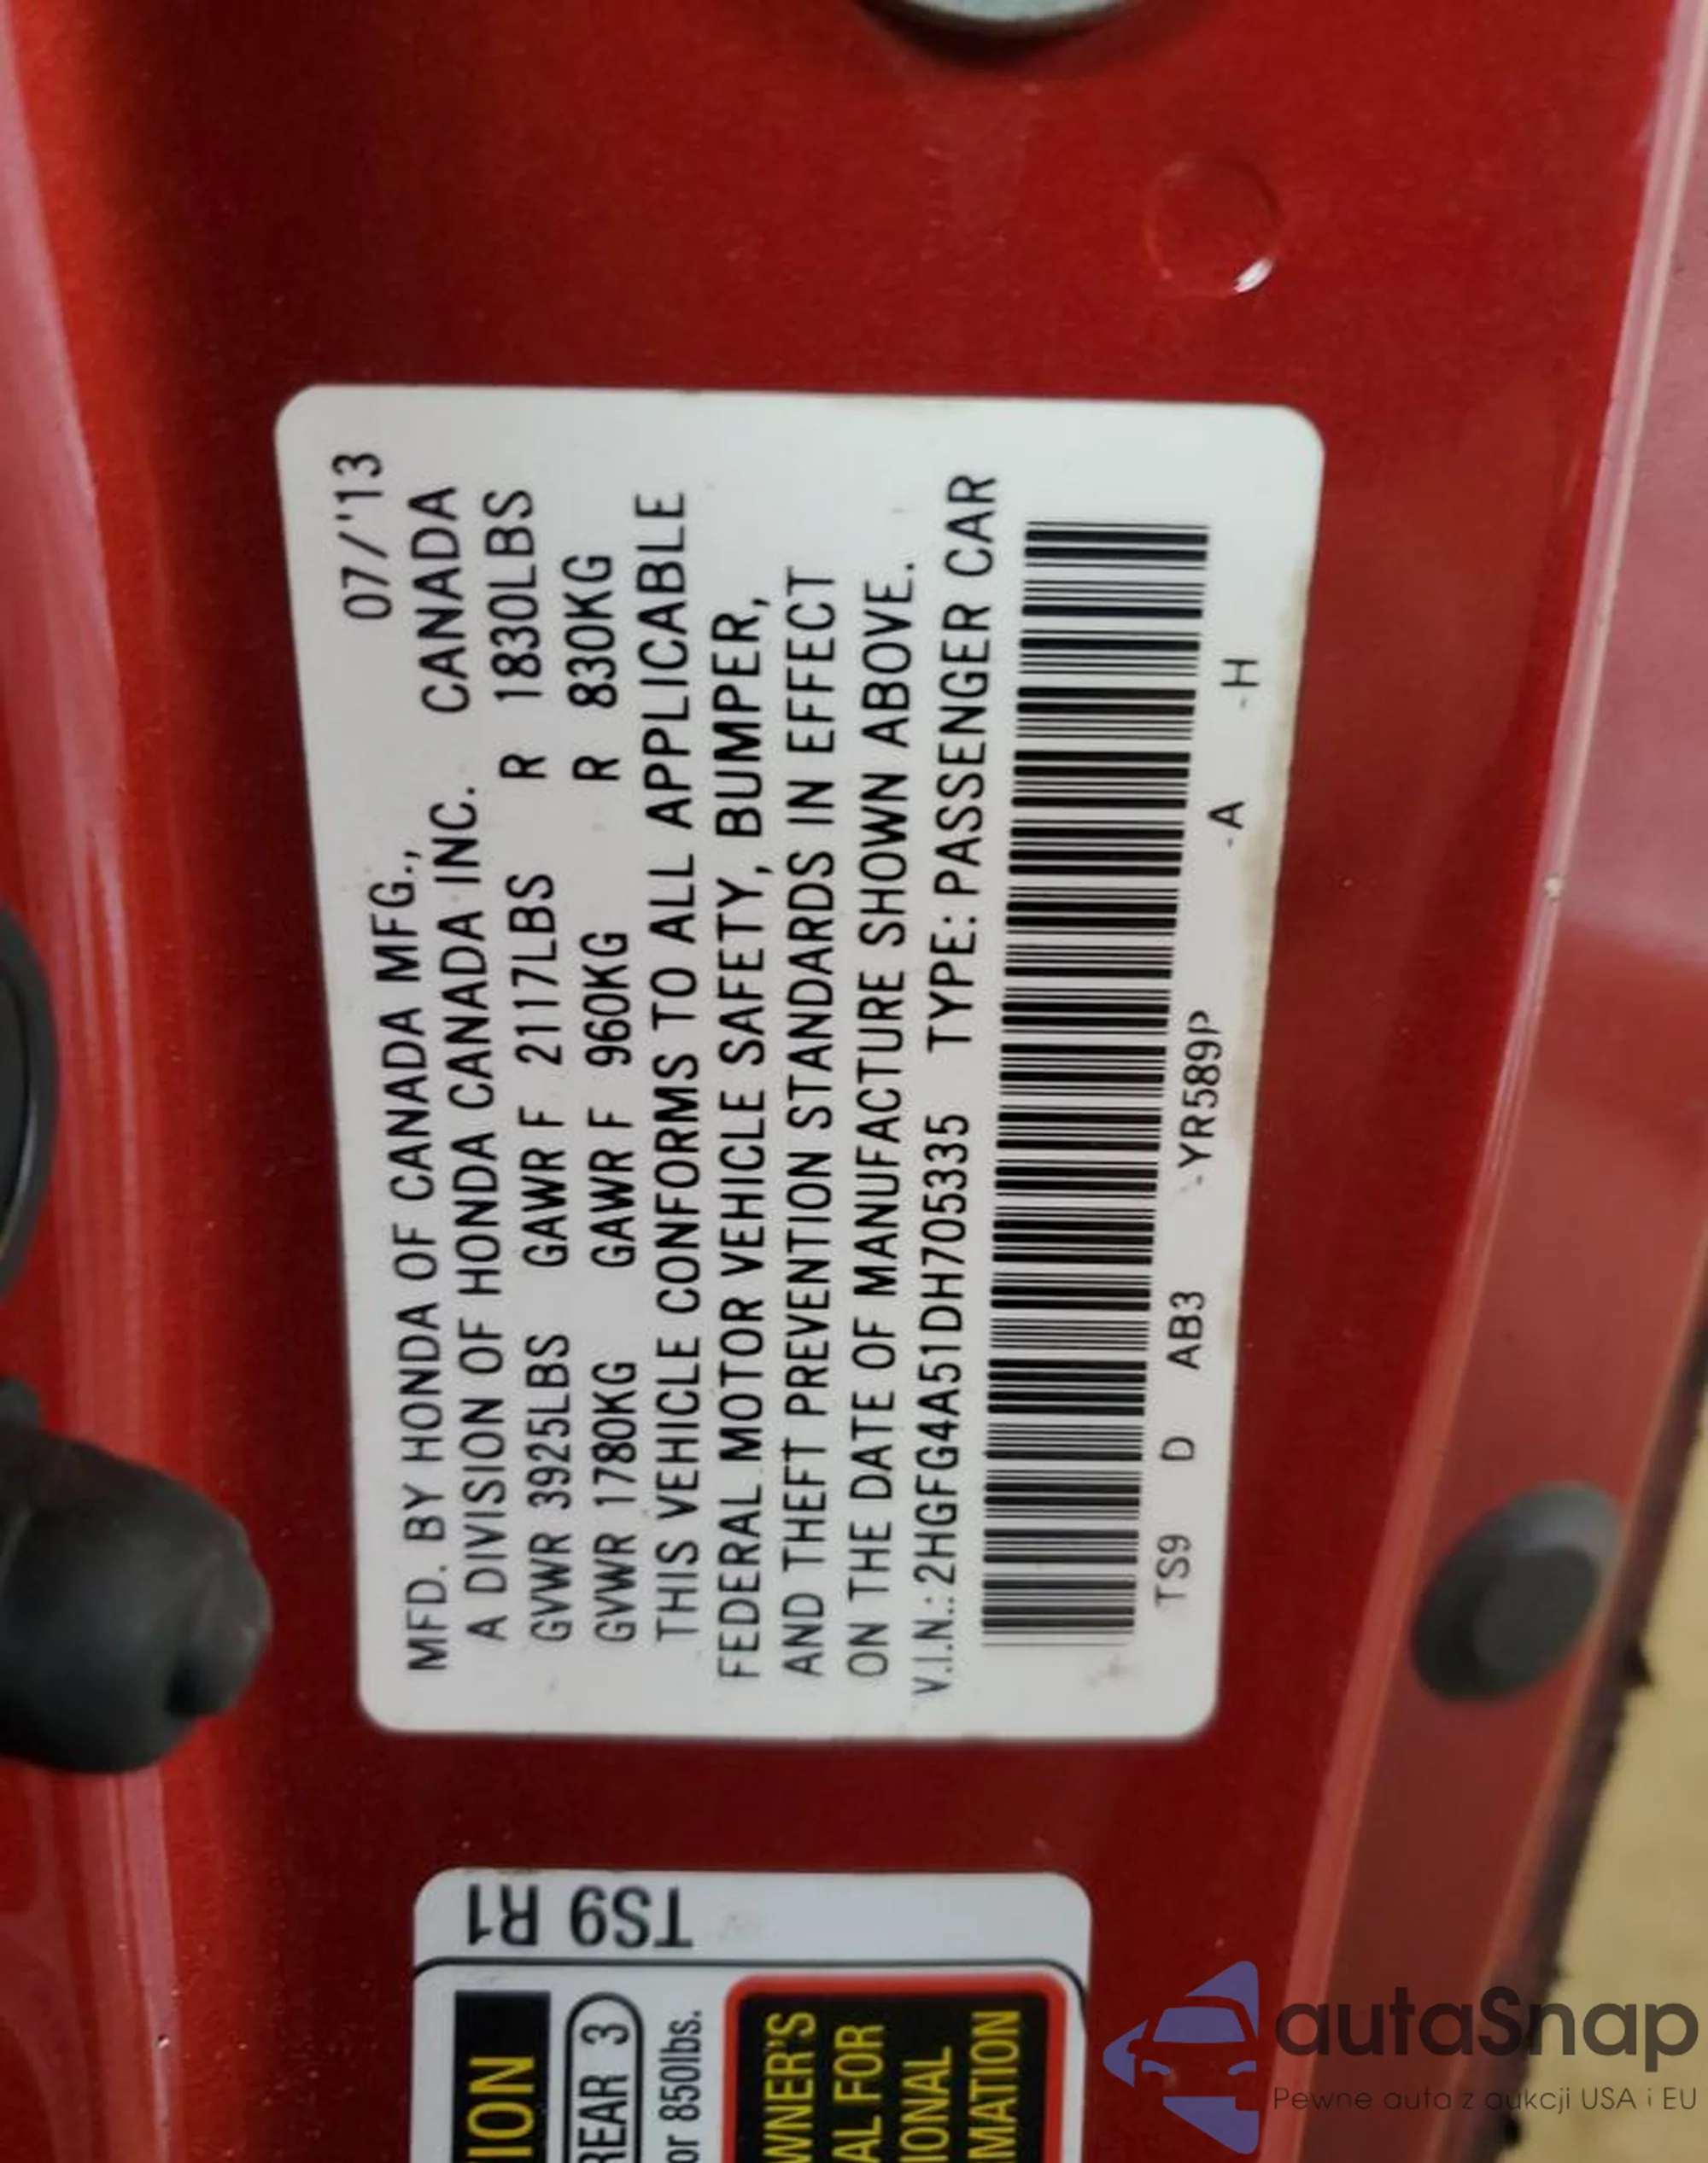 07/'13
MFD. BY HONDA OF CANADA MFG.,
A DIVISION OF HONDA CANADA INC. CANADA
GVWR 3925LBS GAWR F 2117LBS R 1830LBS
GVWR 1780KG GAWR F 960KG R 830KG
THIS VEHICLE CONFORMS TO ALL APPLICABLE
FEDERAL MOTOR VEHICLE SAFETY, BUMPER,
AND THEFT PREVENTION STANDARDS IN EFFECT
ON THE DATE OF MANUFACTURE SHOWN ABOVE.
V.I.N.: 2HGFG4A51DH705335 TYPE: PASSENGER CAR
TS9 D AB3 -YR589P -A -H
TS9 R1
ION
REAR 3
or 850lbs.
WNER'S
AL FOR
IONAL
MATION
autaSnap
Pewne auta z aukcji USA i EU